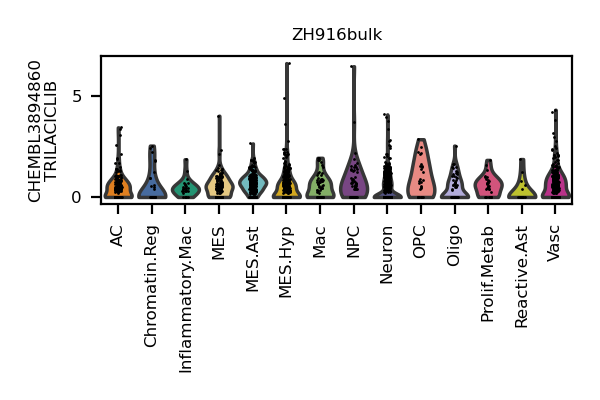 ZH916bulk
CHEMBL3894860
TRILACICLIB
5
0
AC
Chromatin.Reg
Inflammatory.Mac
MES
MES.Ast
MES.Hyp
Mac
NPC
Neuron
OPC
Oligo
Prolif.Metab
Reactive.Ast
Vasc